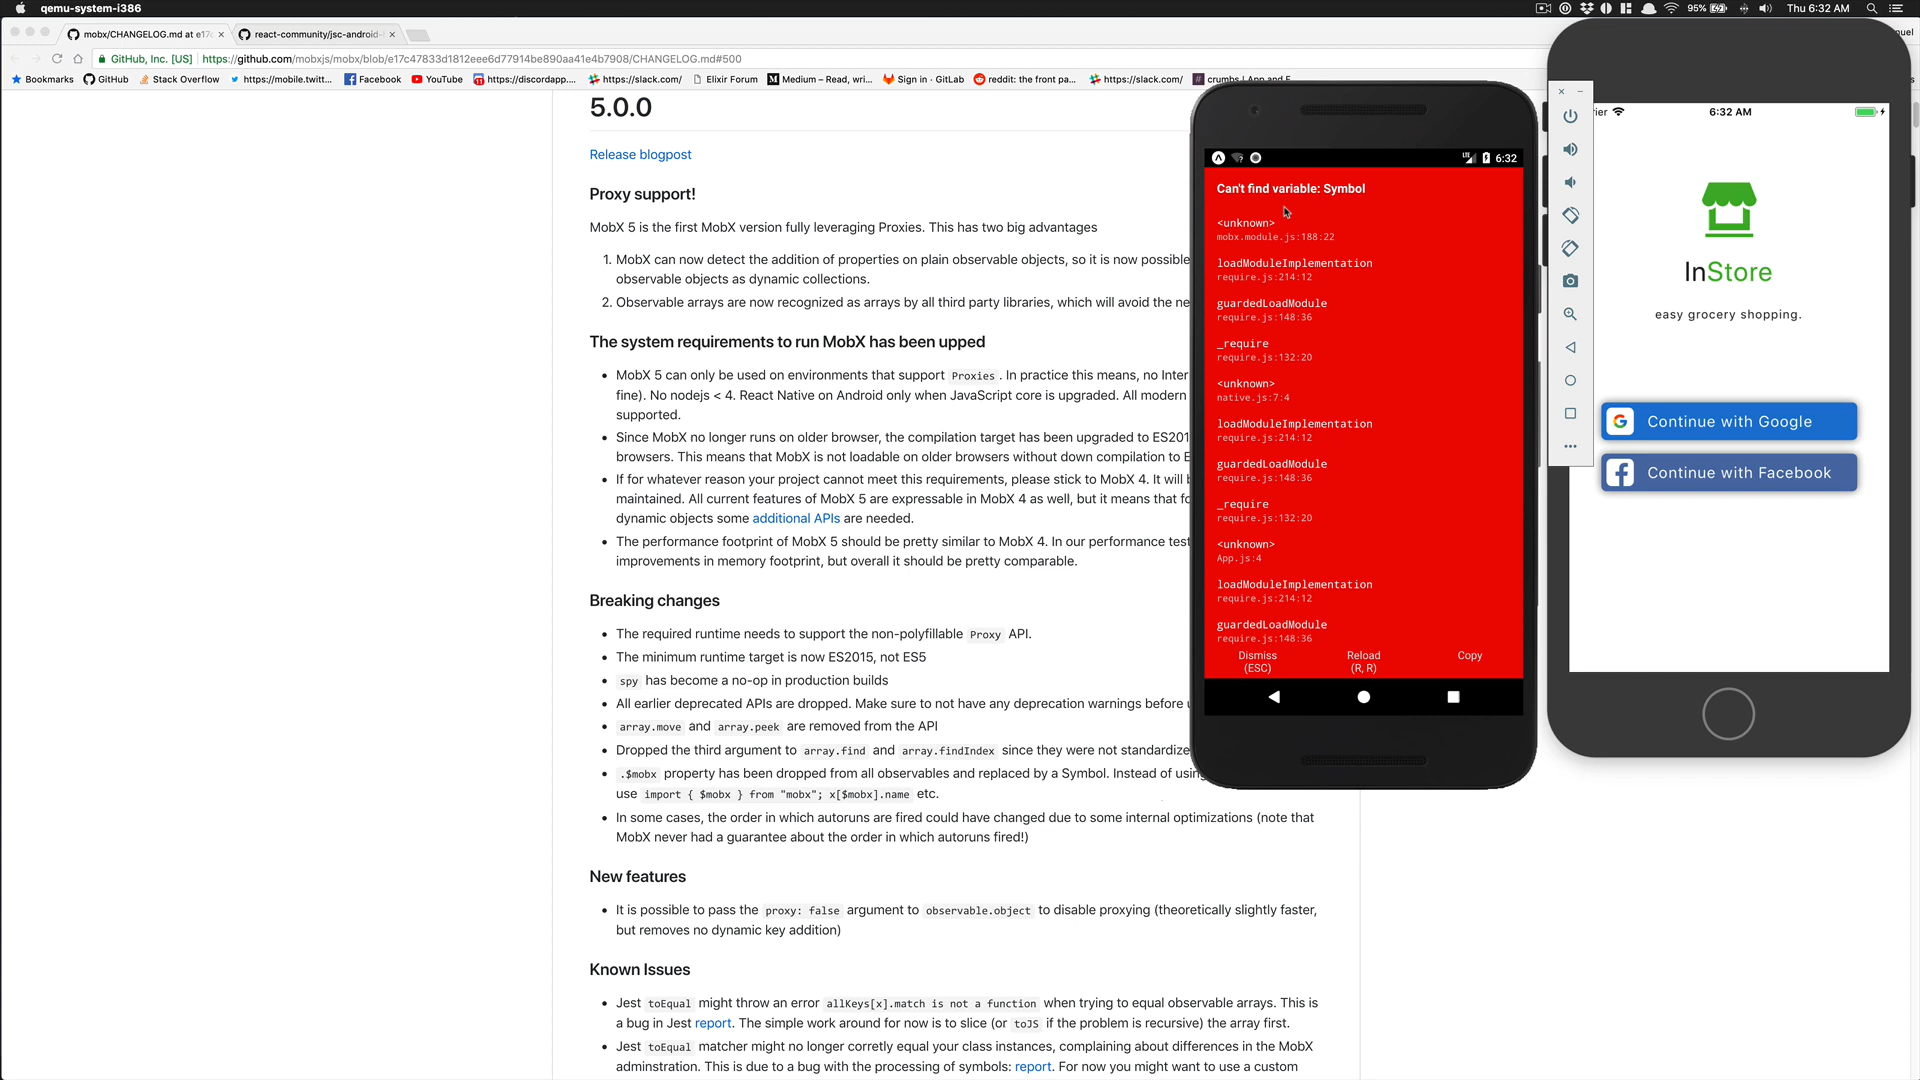 qemu-system-i386
95%
Thu 6:32 AM
mobx/CHANGELOG.md at e17
react-community/jsc-android-
GitHub, Inc. [US]
https://github.com/mobxjs/mobx/blob/e17c47833d1812eee6d77914be890aa41e4b7908/CHANGELOG.md#500
Bookmarks
GitHub
Stack Overflow
https://mobile.twitt...
Facebook
YouTube
https://discordapp....
https://slack.com/
Elixir Forum
Medium – Read, wri...
Sign in · GitLab
reddit: the front pa...
https://slack.com/
crumbs | App and F
5.0.0
Release blogpost
Proxy support!
MobX 5 is the first MobX version fully leveraging Proxies. This has two big advantages
1. MobX can now detect the addition of properties on plain observable objects, so it is now possible
observable objects as dynamic collections.
2. Observable arrays are now recognized as arrays by all third party libraries, which will avoid the ne
The system requirements to run MobX has been upped
MobX 5 can only be used on environments that support Proxies. In practice this means, no Inter
fine). No nodejs < 4. React Native on Android only when JavaScript core is upgraded. All modern
supported.
Since MobX no longer runs on older browser, the compilation target has been upgraded to ES201
browsers. This means that MobX is not loadable on older browsers without down compilation to E
If for whatever reason your project cannot meet this requirements, please stick to MobX 4. It will b
maintained. All current features of MobX 5 are expressable in MobX 4 as well, but it means that fo
dynamic objects some additional APIs are needed.
The performance footprint of MobX 5 should be pretty similar to MobX 4. In our performance test
improvements in memory footprint, but overall it should be pretty comparable.
Breaking changes
The required runtime needs to support the non-polyfillable Proxy API.
The minimum runtime target is now ES2015, not ES5
spy has become a no-op in production builds
All earlier deprecated APIs are dropped. Make sure to not have any deprecation warnings before u
array.move and array.peek are removed from the API
Dropped the third argument to array.find and array.findIndex since they were not standardize
.$mobx property has been dropped from all observables and replaced by a Symbol. Instead of using
use import { $mobx } from "mobx"; x[$mobx].name etc.
In some cases, the order in which autoruns are fired could have changed due to some internal optimizations (note that
MobX never had a guarantee about the order in which autoruns fired!)
New features
It is possible to pass the proxy: false argument to observable.object to disable proxying (theoretically slightly faster,
but removes no dynamic key addition)
Known Issues
Jest toEqual might throw an error allKeys[x].match is not a function when trying to equal observable arrays. This is
a bug in Jest report. The simple work around for now is to slice (or toJS if the problem is recursive) the array first.
Jest toEqual matcher might no longer corretly equal your class instances, complaining about differences in the MobX
adminstration. This is due to a bug with the processing of symbols: report. For now you might want to use a custom
LTE
6:32
Can't find variable: Symbol
<unknown>
mobx.module.js:188:22
loadModuleImplementation
require.js:214:12
guardedLoadModule
require.js:148:36
_require
require.js:132:20
<unknown>
native.js:7:4
loadModuleImplementation
require.js:214:12
guardedLoadModule
require.js:148:36
_require
require.js:132:20
<unknown>
App.js:4
loadModuleImplementation
require.js:214:12
guardedLoadModule
require.js:148:36
Dismiss
(ESC)
Reload
(R, R)
Copy
nuel
rier
6:32 AM
InStore
easy grocery shopping.
Continue with Google
Continue with Facebook